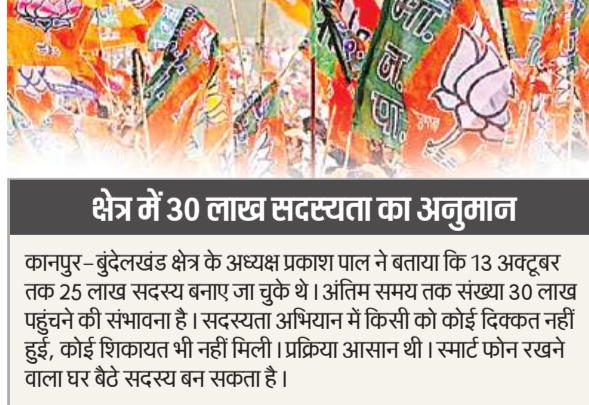 भा.
ज.
पा.
क्षेत्र में 30 लाख सदस्यता का अनुमान
कानपुर-बुंदेलखंड क्षेत्र के अध्यक्ष प्रकाश पाल ने बताया कि 13 अक्टूबर
तक 25 लाख सदस्य बनाए जा चुके थे। अंतिम समय तक संख्या 30 लाख
पहुंचने की संभावना है। सदस्यता अभियान में किसी को कोई दिक्कत नहीं
हुई, कोई शिकायत भी नहीं मिली। प्रक्रिया आसान थी। स्मार्ट फोन रखने
वाला घर बैठे सदस्य बन सकता है।